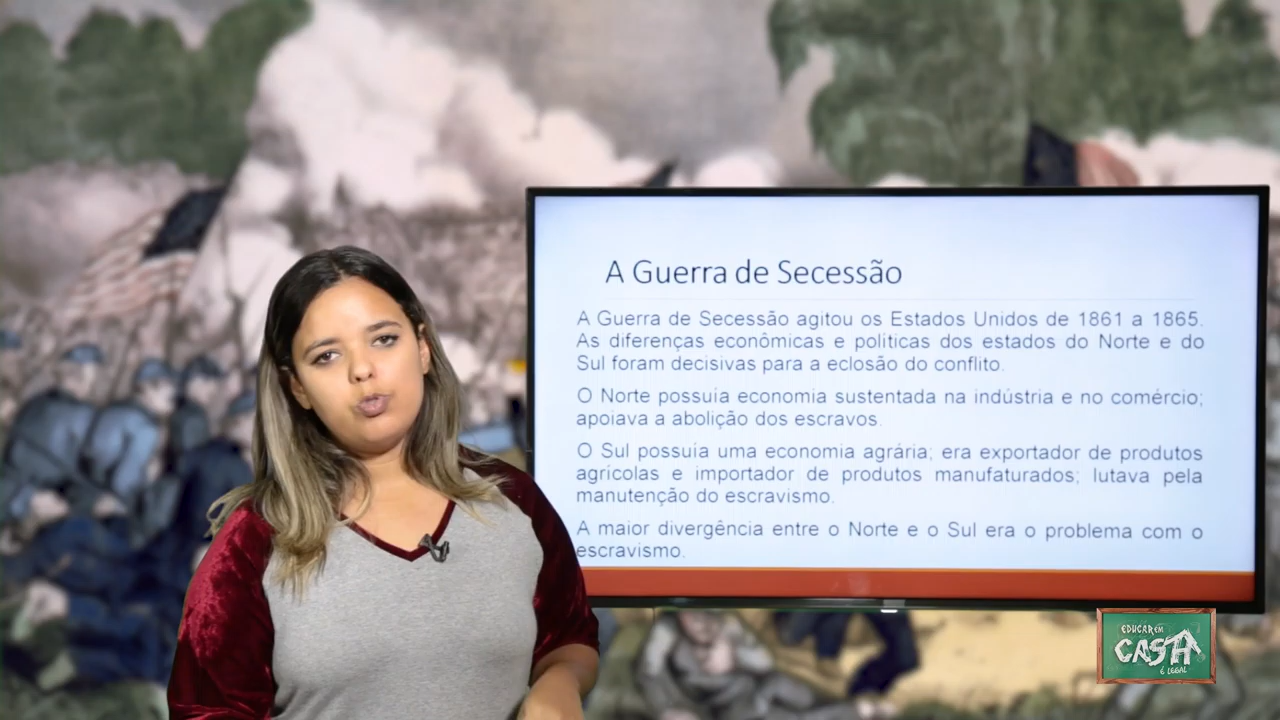 A Guerra de Secessão
A Guerra de Secessão agitou os Estados Unidos de 1861 a 1865.
As diferenças econômicas e políticas dos estados do Norte e do
Sul foram decisivas para a eclosão do conflito.
O Norte possuía economia sustentada na indústria e no comércio;
apoiava a abolição dos escravos.
O Sul possuía uma economia agrária; era exportador de produtos
agrícolas e importador de produtos manufaturados; lutava pela
manutenção do escravismo.
A maior divergência entre o Norte e o Sul era o problema com o
escravismo.
EDUCAR EM
CASA
É LEGAL